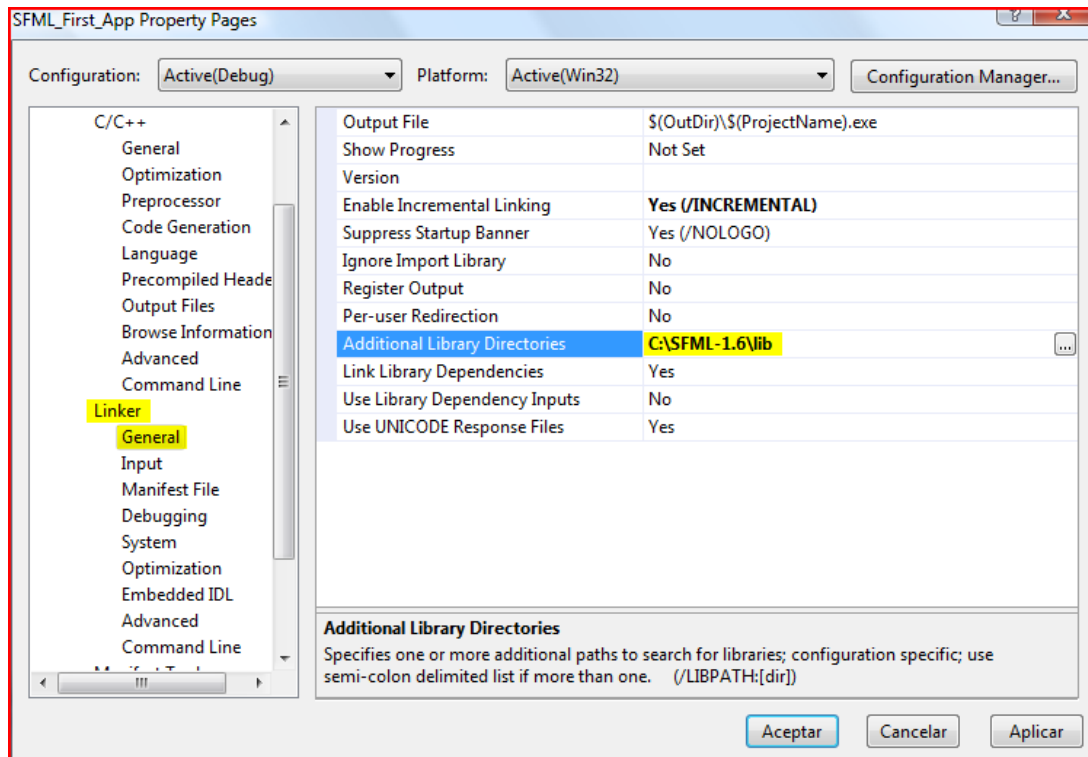 SFML_First_App Property Pages
Configuration: Active(Debug) Platform: Active(Win32) Configuration Manager...
C/C++
General
Optimization
Preprocessor
Code Generation
Language
Precompiled Heade
Output Files
Browse Information
Advanced
Command Line
Linker
General
Input
Manifest File
Debugging
System
Optimization
Embedded IDL
Advanced
Command Line
Output File $(OutDir)\$(ProjectName).exe
Show Progress Not Set
Version
Enable Incremental Linking Yes (/INCREMENTAL)
Suppress Startup Banner Yes (/NOLOGO)
Ignore Import Library No
Register Output No
Per-user Redirection No
Additional Library Directories C:\SFML-1.6\lib ...
Link Library Dependencies Yes
Use Library Dependency Inputs No
Use UNICODE Response Files Yes
Additional Library Directories
Specifies one or more additional paths to search for libraries; configuration specific; use
semi-colon delimited list if more than one. (/LIBPATH:[dir])
Aceptar Cancelar Aplicar